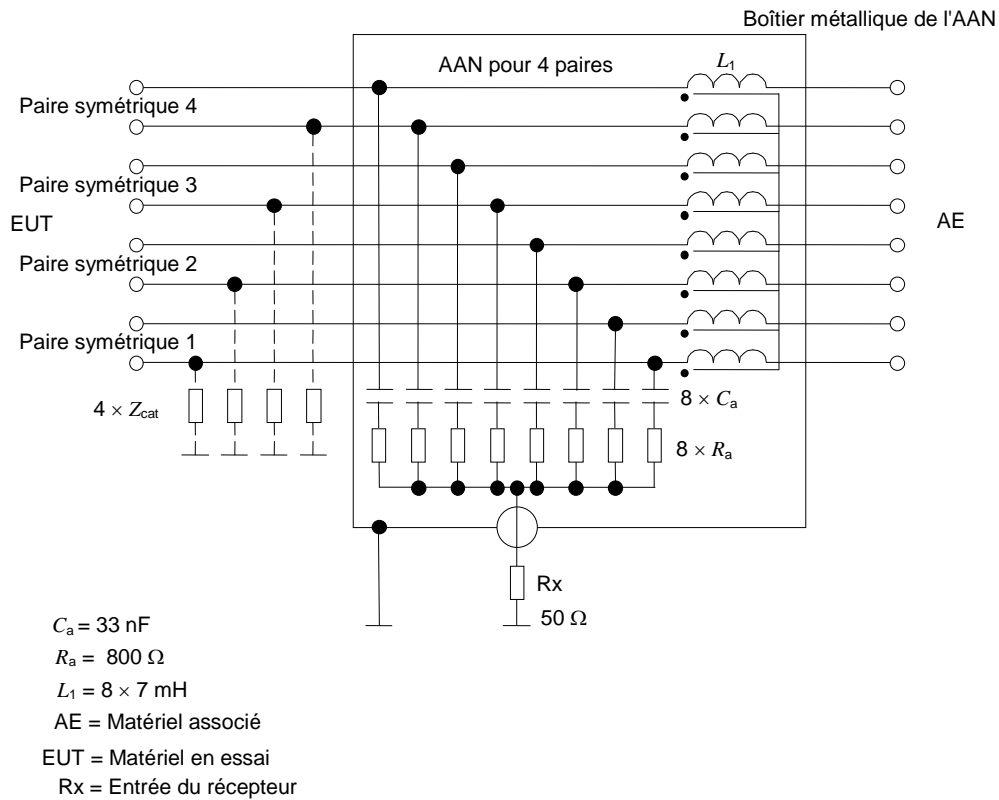 Boîtier métallique de l'AAN
AAN pour 4 paires
L1
Paire symétrique 4
Paire symétrique 3
EUT
AE
Paire symétrique 2
Paire symétrique 1
4 × Zcat
8 × Ca
8 × Ra
Rx
50 Ω
Ca = 33 nF
Ra = 800 Ω
L1 = 8 × 7 mH
AE = Matériel associé
EUT = Matériel en essai
Rx = Entrée du récepteur